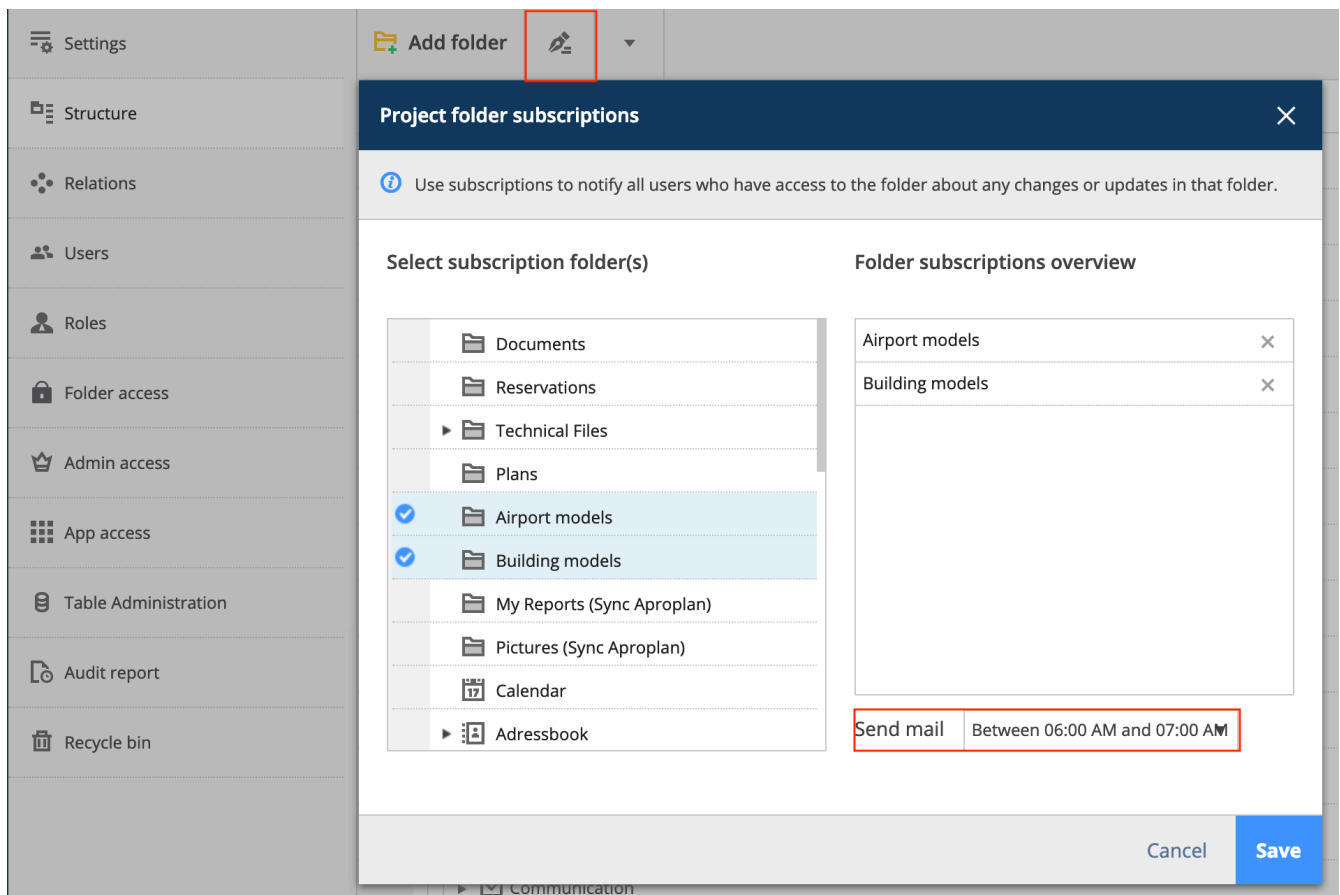 Settings
Structure
Relations
Users
Roles
Folder access
Admin access
App access
Table Administration
Audit report
Recycle bin
Add folder
Project folder subscriptions
Use subscriptions to notify all users who have access to the folder about any changes or updates in that folder.
Select subscription folder(s)
Documents
Reservations
Technical Files
Plans
Airport models
Building models
My Reports (Sync Aproplan)
Pictures (Sync Aproplan)
17 Calendar
Adressbook
Folder subscriptions overview
Airport models
Building models
Send mail Between 06:00 AM and 07:00 AM
Cancel Save
Communication